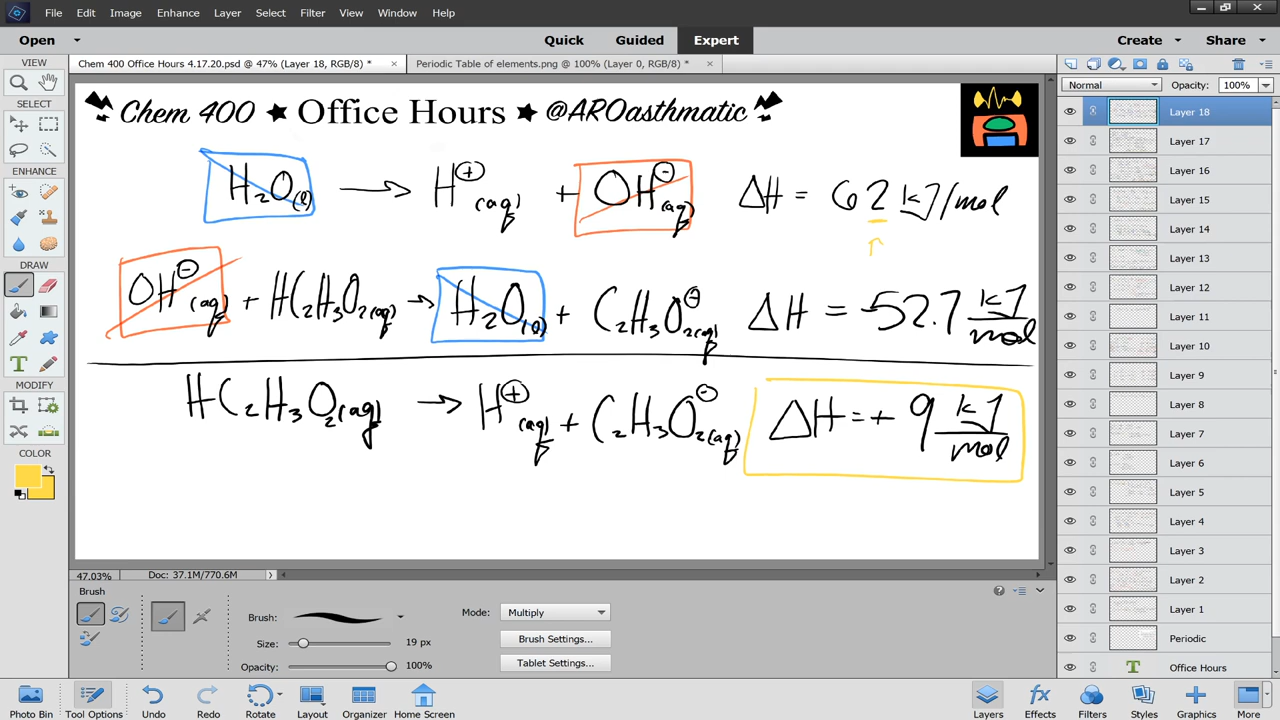 File Edit Image Enhance Layer Select Filter View Window Help
Open Quick Guided Expert Create Share
Chem 400 Office Hours 4.17.20.psd @ 47% (Layer 18, RGB/8) * × Periodic Table of elements.png @ 100% (Layer 0, RGB/8) * ×
VIEW
SELECT
ENHANCE
DRAW
MODIFY
COLOR
Chem 400 ★ Office Hours ★ @AROasthmatic
H₂O(l) → H⊕(aq) + OH⊖(aq) ΔH = 62 kJ/mol
OH⊖(aq) + HC₂H₃O₂(aq) → H₂O(l) + C₂H₃O₂(aq)⊖ ΔH = -52.7 kJ/mol
HC₂H₃O₂(aq) → H⊕(aq) + C₂H₃O₂(aq)⊖ ΔH = + 9 kJ/mol
Normal Opacity: 100%
Layer 18
Layer 17
Layer 16
Layer 15
Layer 14
Layer 13
Layer 12
Layer 11
Layer 10
Layer 9
Layer 8
Layer 7
Layer 6
Layer 5
Layer 4
Layer 3
Layer 2
Layer 1
Periodic
T Office Hours
47.03% Doc: 37.1M/770.6M
Brush
Brush: Mode: Multiply
Size: 19 px Brush Settings...
Opacity: 100% Tablet Settings...
Photo Bin Tool Options Undo Redo Rotate Layout Organizer Home Screen Layers Effects Filters Styles Graphics More